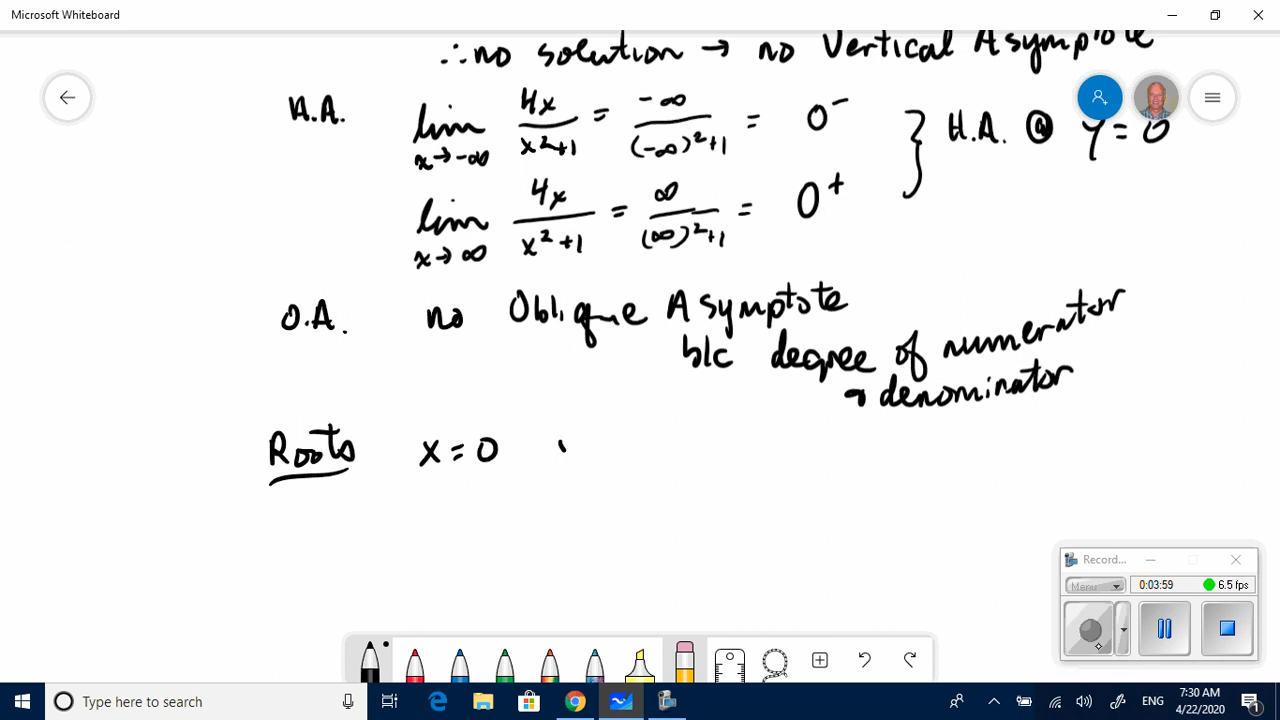 Microsoft Whiteboard
∴ no solution → no Vertical Asymptote
H.A. lim x→-∞ 4x/(x²+1) = -∞/((-∞)²+1) = 0⁻ } H.A. @ y=0
lim x→∞ 4x/(x²+1) = ∞/((∞)²+1) = 0⁺
O.A. no Oblique Asymptote
b/c degree of numerator
denominator
Roots x=0
Record...
Menu 0:03:59 6.5 fps
Type here to search
ENG
7:30 AM
4/22/2020
1